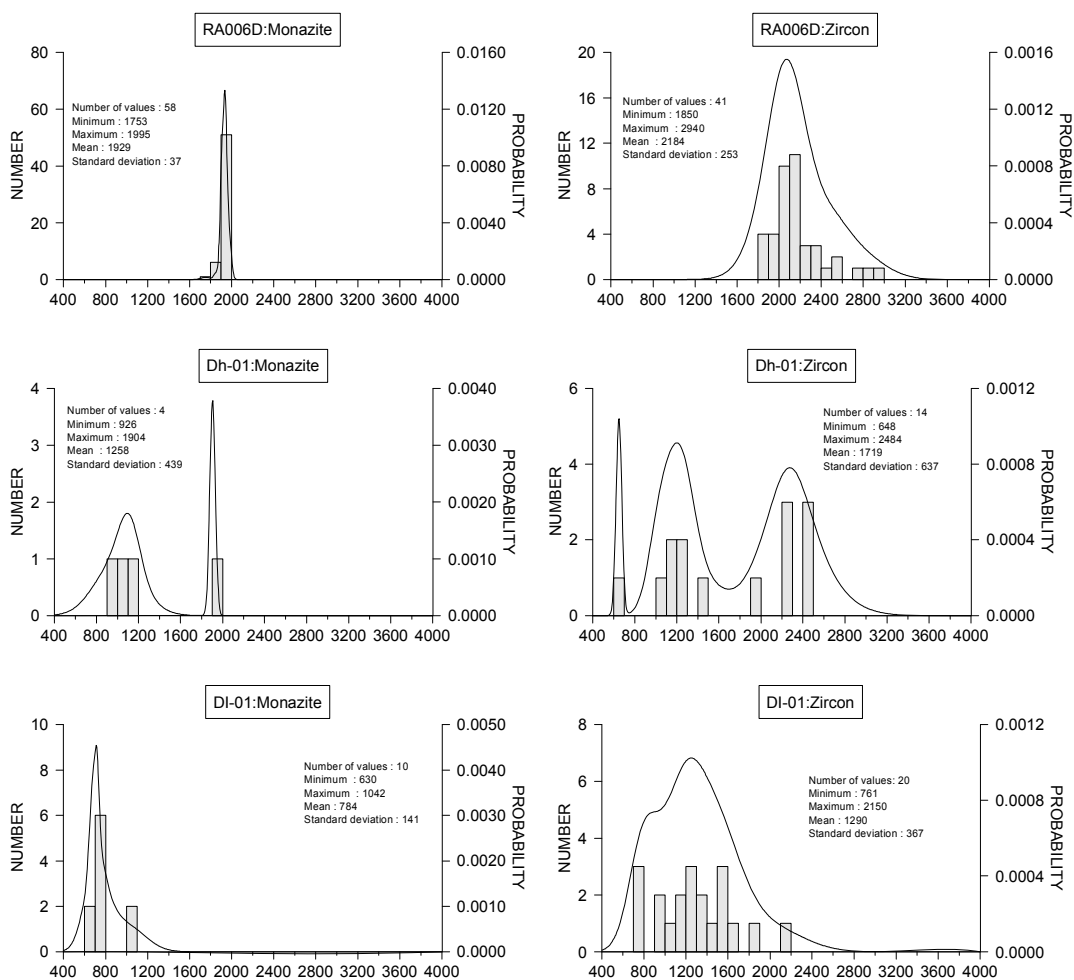 RA006D:Monazite
80
60
40
20
0
NUMBER
Number of values : 58
Minimum : 1753
Maximum : 1995
Mean : 1929
Standard deviation : 37
0.0160
0.0120
0.0080
0.0040
0.0000
PROBABILITY
400 800 1200 1600 2000 2400 2800 3200 3600 4000
RA006D:Zircon
20
16
12
8
4
0
NUMBER
Number of values : 41
Minimum : 1850
Maximum : 2940
Mean : 2184
Standard deviation : 253
0.0016
0.0012
0.0008
0.0004
0.0000
PROBABILITY
400 800 1200 1600 2000 2400 2800 3200 3600 4000
Dh-01:Monazite
4
3
2
1
0
NUMBER
Number of values : 4
Minimum : 926
Maximum : 1904
Mean : 1258
Standard deviation : 439
0.0040
0.0030
0.0020
0.0010
0.0000
PROBABILITY
400 800 1200 1600 2000 2400 2800 3200 3600 4000
Dh-01:Zircon
6
4
2
0
NUMBER
Number of values : 14
Minimum : 648
Maximum : 2484
Mean : 1719
Standard deviation : 637
0.0012
0.0008
0.0004
0.0000
PROBABILITY
400 800 1200 1600 2000 2400 2800 3200 3600 4000
Dl-01:Monazite
10
8
6
4
2
0
NUMBER
Number of values : 10
Minimum : 630
Maximum : 1042
Mean : 784
Standard deviation : 141
0.0050
0.0040
0.0030
0.0020
0.0010
0.0000
PROBABILITY
400 800 1200 1600 2000 2400 2800 3200 3600 4000
Dl-01:Zircon
8
6
4
2
0
NUMBER
Number of values: 20
Minimum : 761
Maximum : 2150
Mean : 1290
Standard deviation : 367
0.0012
0.0008
0.0004
0.0000
PROBABILITY
400 800 1200 1600 2000 2400 2800 3200 3600 4000